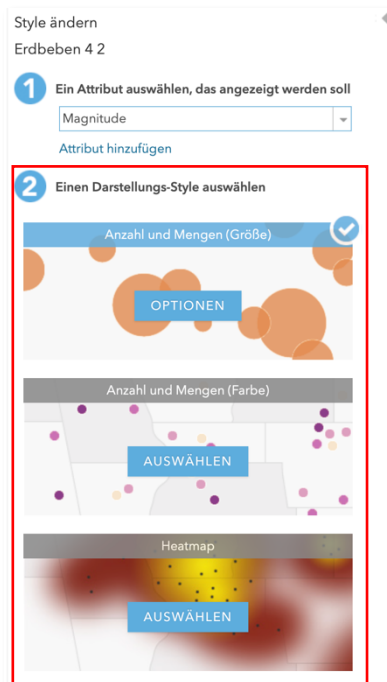 Style ändern
Erdbeben 4 2
1 Ein Attribut auswählen, das angezeigt werden soll
Magnitude
Attribut hinzufügen
2 Einen Darstellungs-Style auswählen
Anzahl und Mengen (Größe)
OPTIONEN
Anzahl und Mengen (Farbe)
AUSWÄHLEN
Heatmap
AUSWÄHLEN